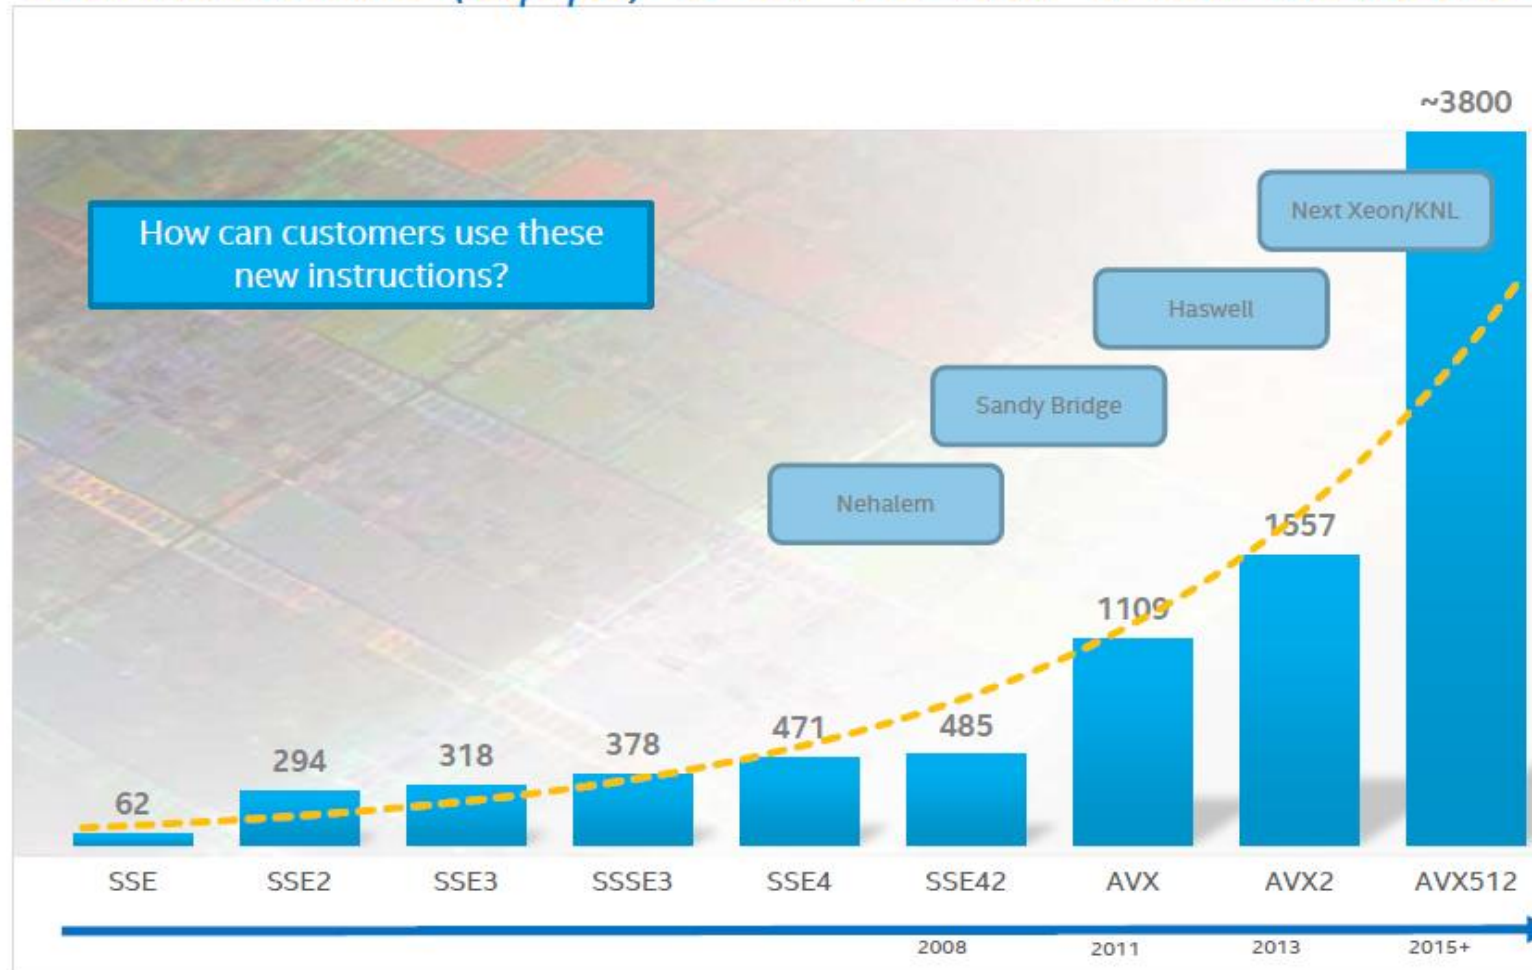 ~3800
How can customers use these
new instructions?
Next Xeon/KNL
Haswell
Sandy Bridge
Nehalem
1557
1109
62
294
318
378
471
485
SSE
SSE2
SSE3
SSSE3
SSE4
SSE42
AVX
AVX2
AVX512
2008
2011
2013
2015+